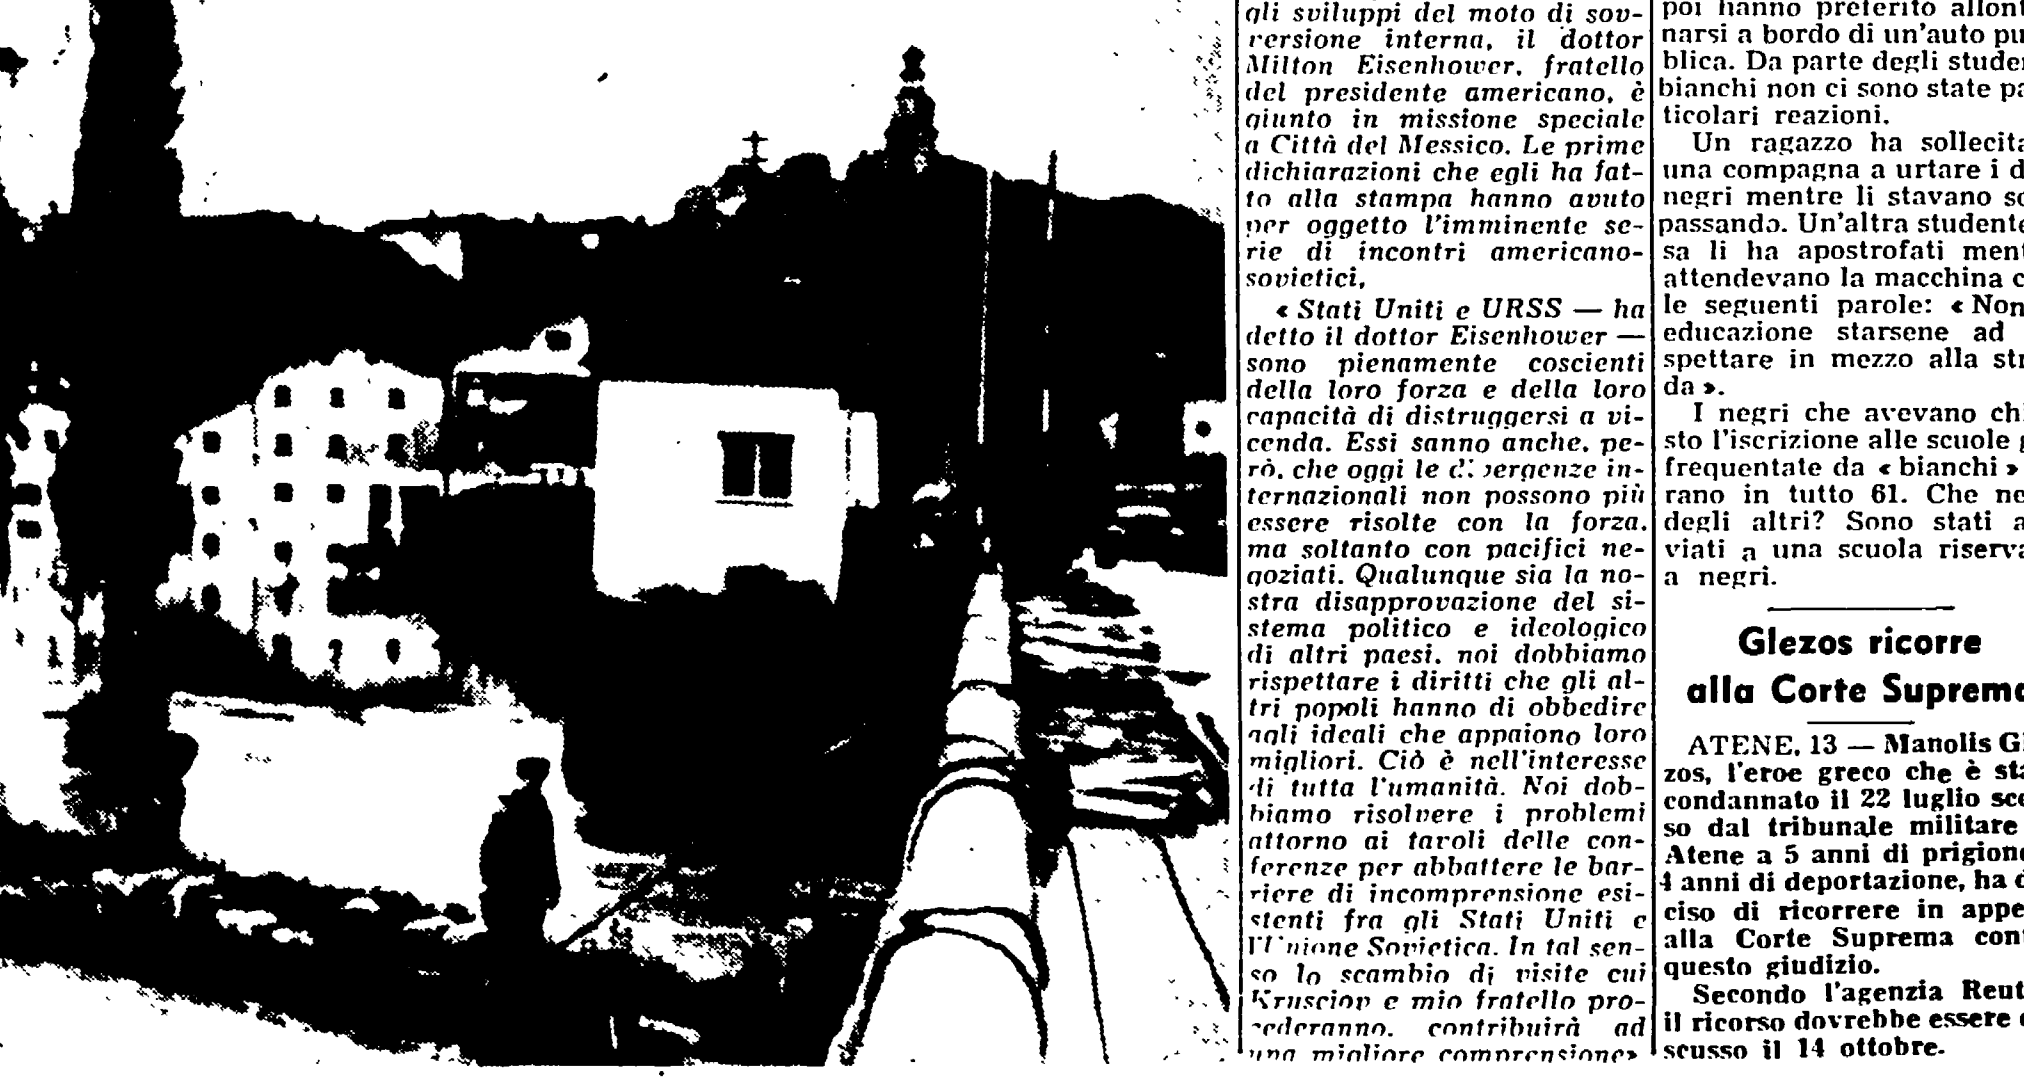 gli sviluppi del moto di sov-
versione interna, il dottor
Milton Eisenhower, fratello
del presidente americano, è
giunto in missione speciale
a Città del Messico. Le prime
dichiarazioni che egli ha fat-
to alla stampa hanno avuto
per oggetto l'imminente se-
rie di incontri americano-
sovietici.
« Stati Uniti e URSS — ha
detto il dottor Eisenhower —
sono pienamente coscienti
della loro forza e della loro
capacità di distruggersi a vi-
cenda. Essi sanno anche, pe-
rò, che oggi le divergenze in-
ternazionali non possono più
essere risolte con la forza,
ma soltanto con pacifici ne-
goziati. Qualunque sia la no-
stra disapprovazione del si-
stema politico e ideologico
di altri paesi, noi dobbiamo
rispettare i diritti che gli al-
tri popoli hanno di obbedire
agli ideali che appaiono loro
migliori. Ciò è nell'interesse
di tutta l'umanità. Noi dob-
biamo risolvere i problemi
attorno ai tavoli delle con-
ferenze per abbattere le bar-
riere di incomprensione esi-
stenti fra gli Stati Uniti e
l'Unione Sovietica. In tal sen-
so lo scambio di visite cui
Krusciov e mio fratello pro-
cederanno, contribuirà ad
una migliore comprensione»
poi hanno preferito allont
narsi a bordo di un'auto pu
blica. Da parte degli stude
bianchi non ci sono state pa
ticolari reazioni.
Un ragazzo ha sollecita
una compagna a urtare i d
negri mentre li stavano so
passando. Un'altra studente
sa li ha apostrofati ment
attendevano la macchina c
le seguenti parole: « Non
educazione starsene ad
spettare in mezzo alla str
da ».
I negri che avevano chi
sto l'iscrizione alle scuole g
frequentate da « bianchi »
rano in tutto 61. Che ne
degli altri? Sono stati a
viati a una scuola riserva
a negri.
Glezos ricorre
alla Corte Suprema
ATENE, 13 — Manolis Gl
zos, l'eroe greco che è sta
condannato il 22 luglio sco
so dal tribunale militare
Atene a 5 anni di prigione
4 anni di deportazione, ha d
ciso di ricorrere in appe
alla Corte Suprema cont
questo giudizio.
Secondo l'agenzia Reut
il ricorso dovrebbe essere d
scusso il 14 ottobre.